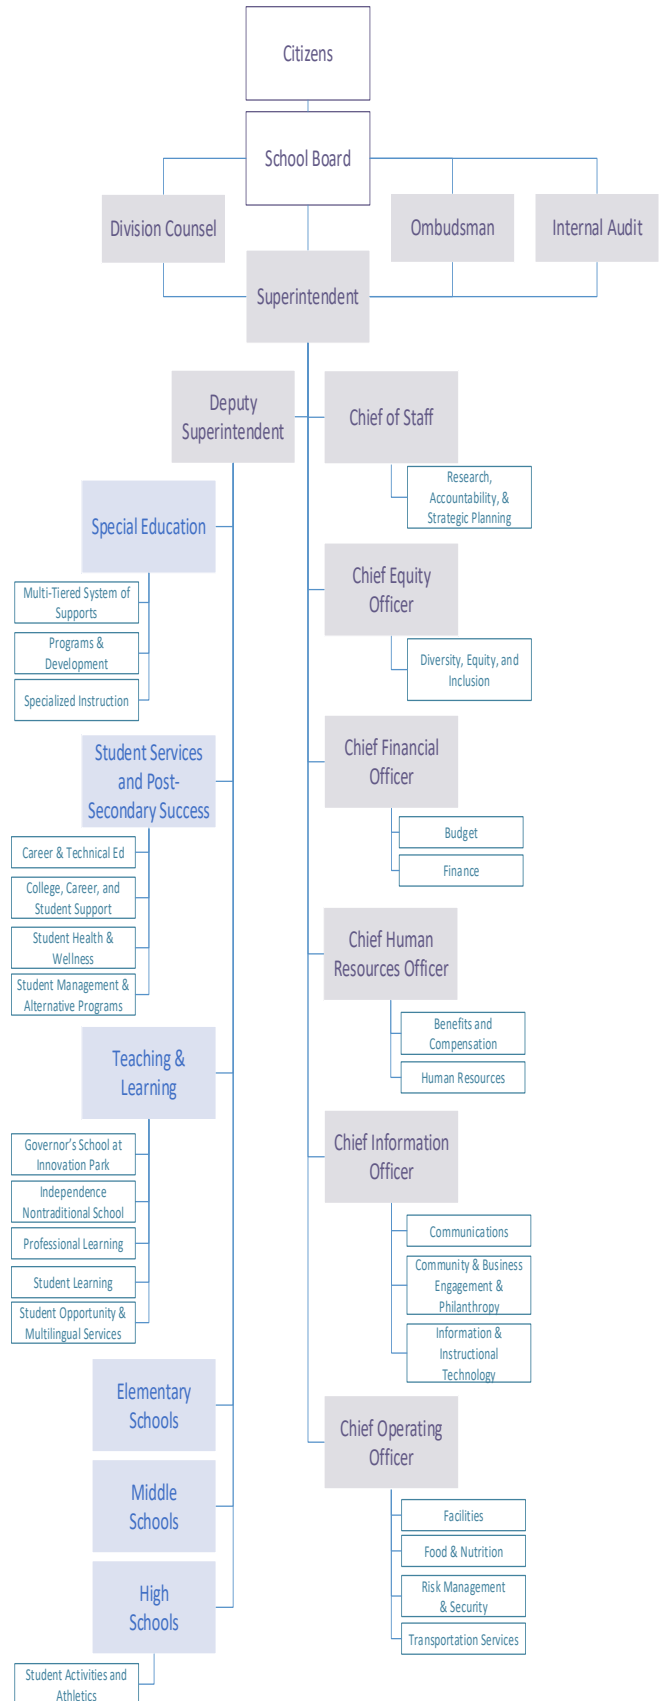 Citizens
School Board
Division Counsel
Ombudsman
Internal Audit
Superintendent
Deputy
Superintendent
Chief of Staff
Research,
Accountability, &
Strategic Planning
Special Education
Multi-Tiered System of
Supports
Programs &
Development
Specialized Instruction
Chief Equity
Officer
Diversity, Equity, and
Inclusion
Student Services
and Post-
Secondary Success
Career & Technical Ed
College, Career, and
Student Support
Student Health &
Wellness
Student Management &
Alternative Programs
Chief Financial
Officer
Budget
Finance
Chief Human
Resources Officer
Benefits and
Compensation
Human Resources
Teaching &
Learning
Governor's School at
Innovation Park
Independence
Nontraditional School
Professional Learning
Student Learning
Student Opportunity &
Multilingual Services
Chief Information
Officer
Communications
Community & Business
Engagement &
Philanthropy
Information &
Instructional
Technology
Elementary
Schools
Middle
Schools
High
Schools
Student Activities and
Athletics
Chief Operating
Officer
Facilities
Food & Nutrition
Risk Management
& Security
Transportation Services